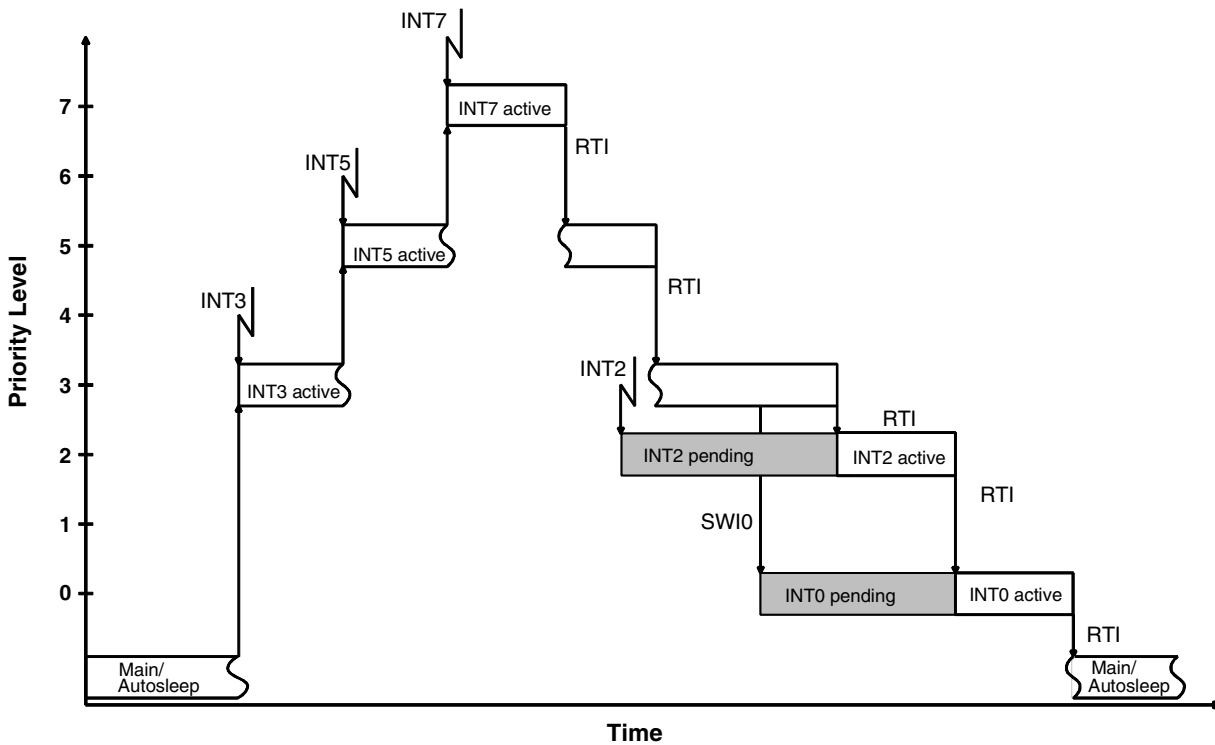 INT7
7
INT7 active
RTI
INT5
6
5
INT5 active
RTI
INT3
4
INT2
3
INT3 active
RTI
2
INT2 pending
INT2 active
RTI
1
SWI0
0
INT0 pending
INT0 active
RTI
Main/
Autosleep
Main/
Autosleep
Priority Level
Time